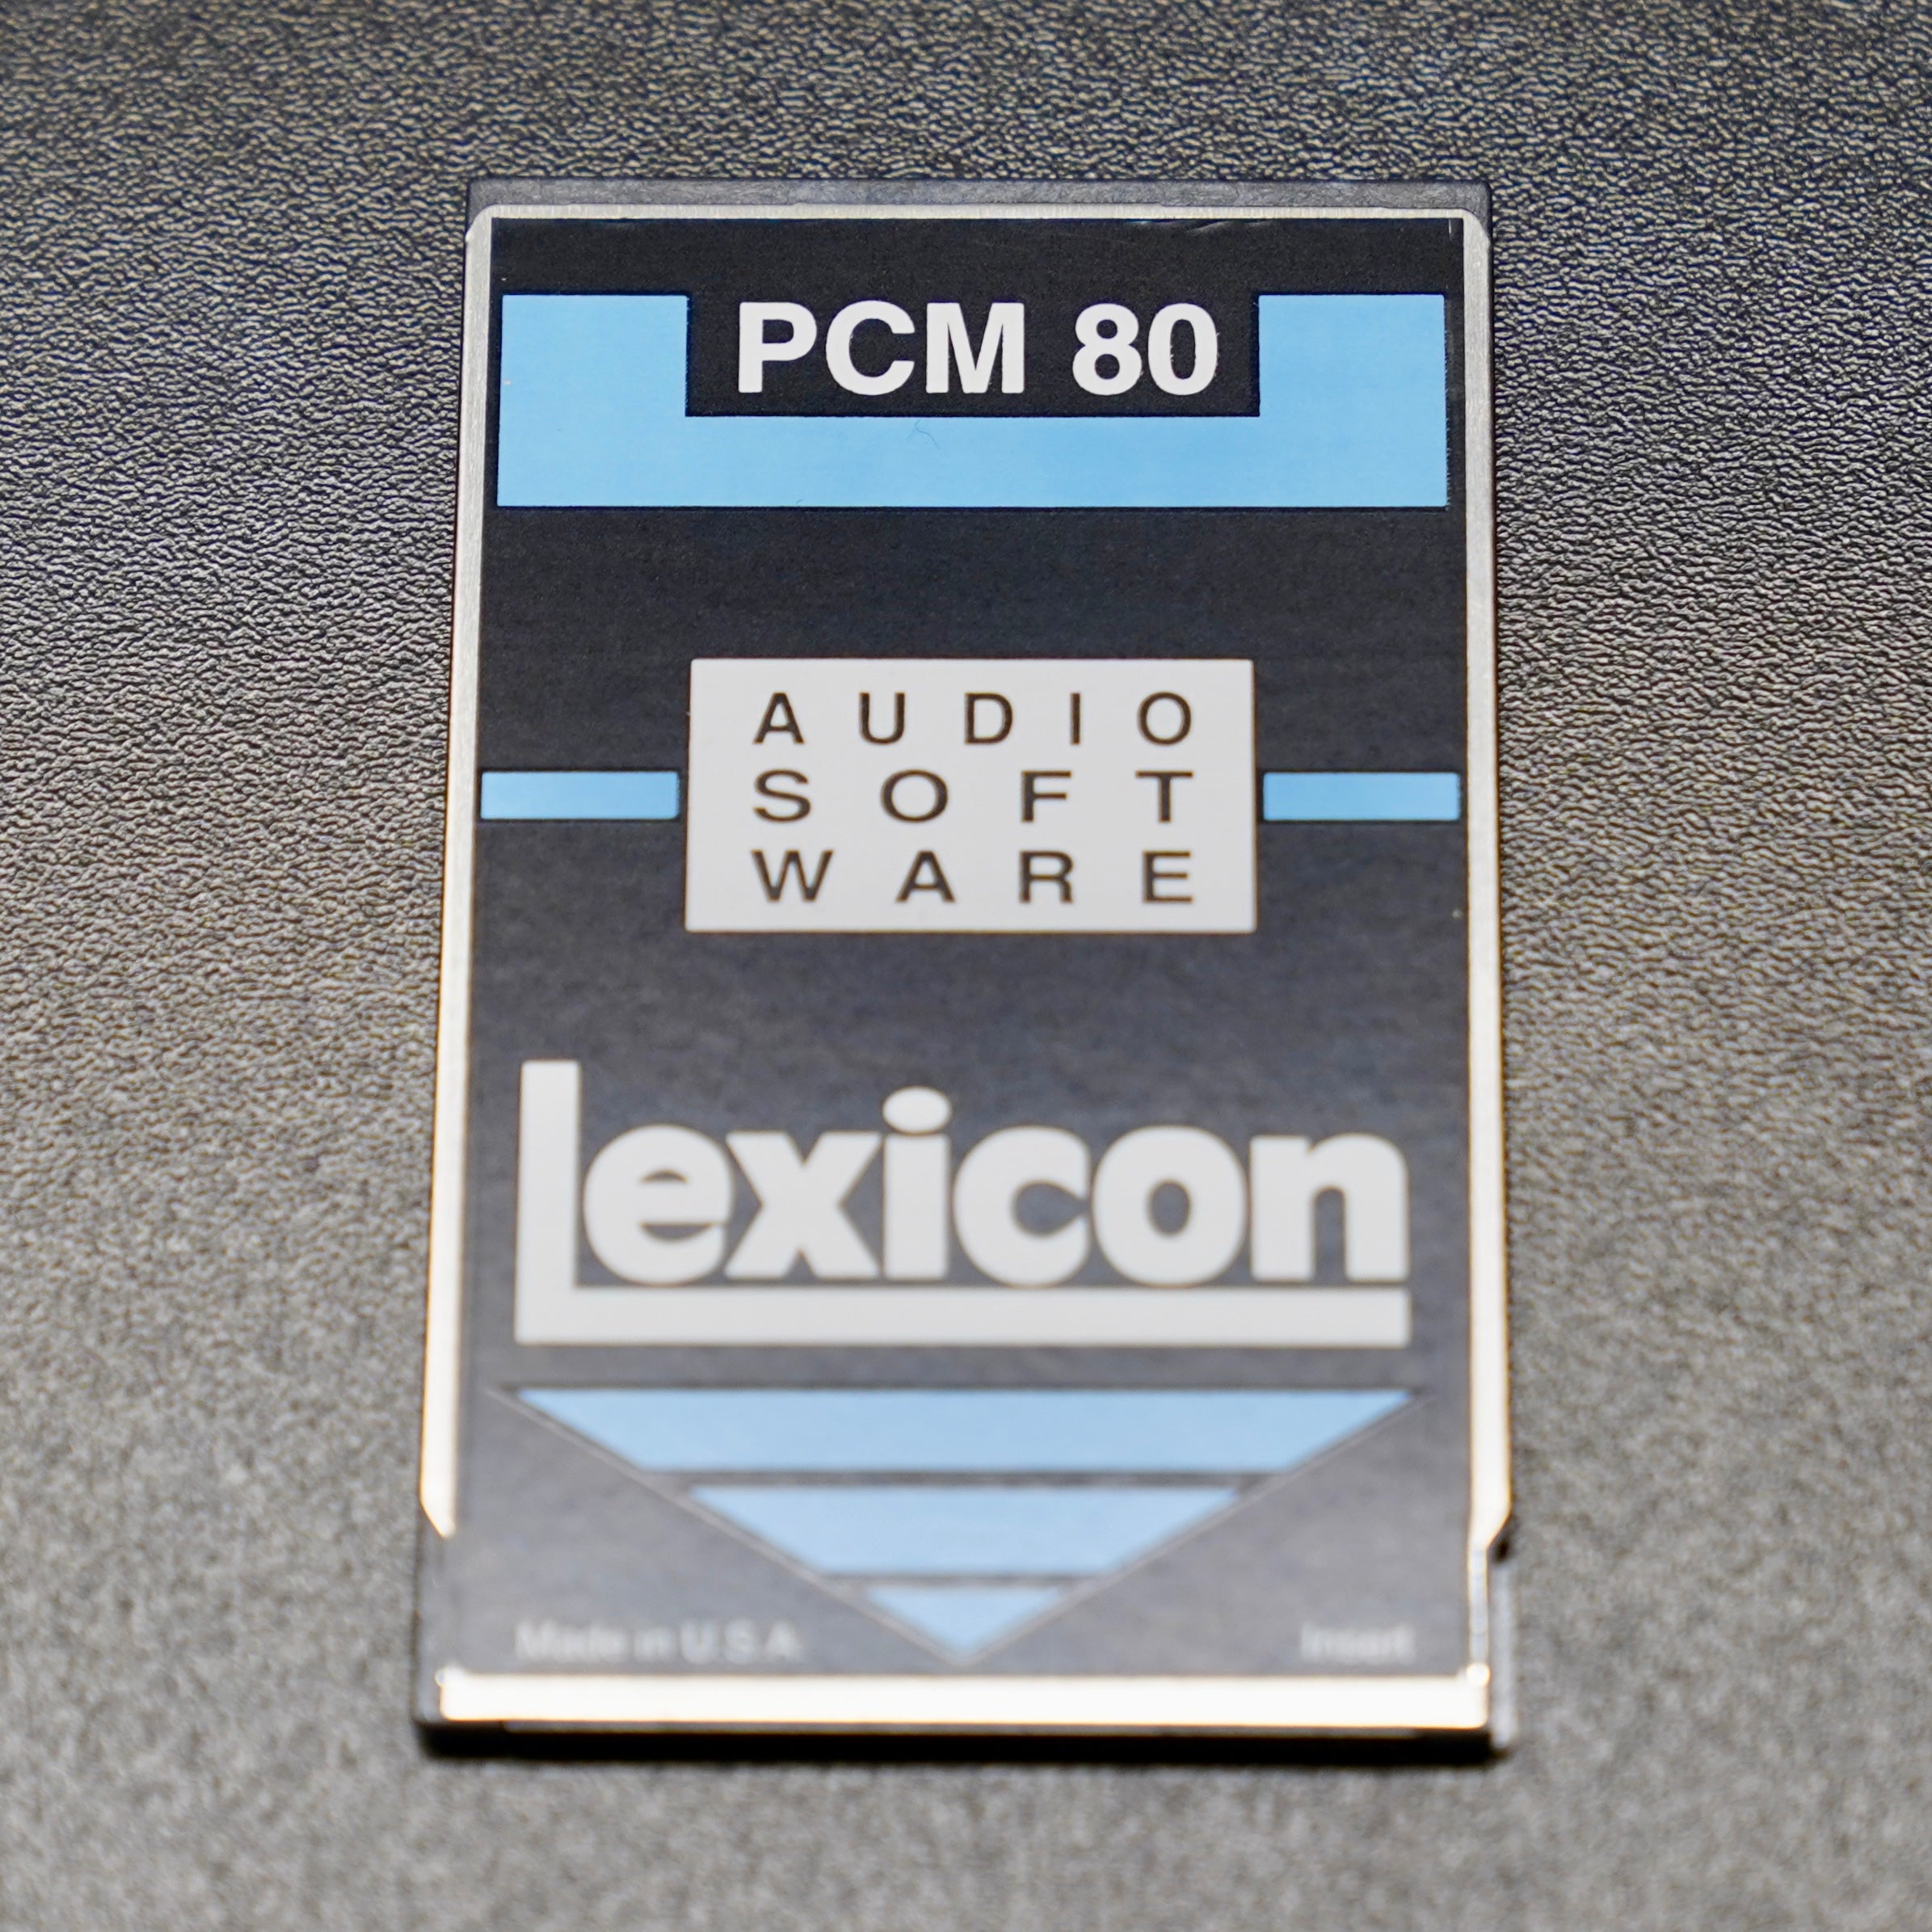 PCM 80
AUDIO
SOFT
WARE
Lexicon
Made in U.S.A.
Insert